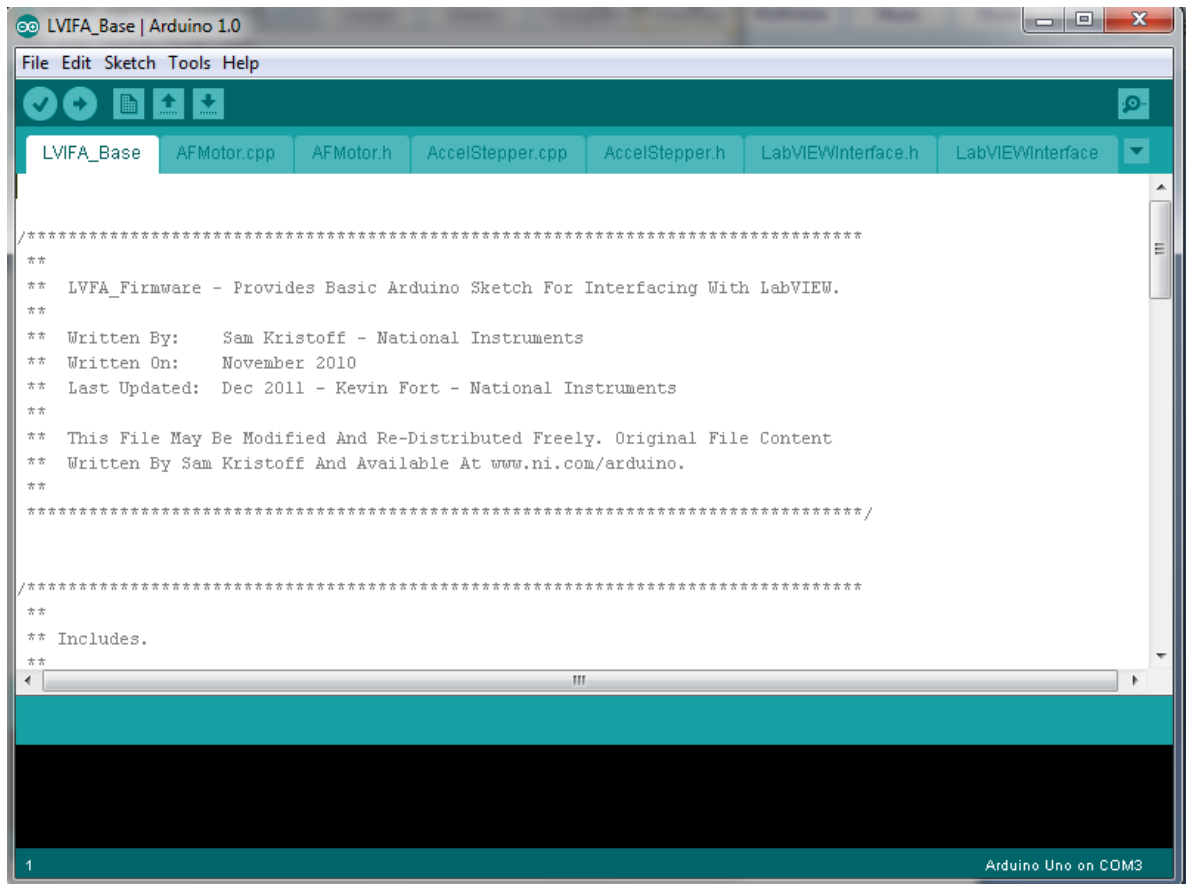 LVIFA_Base | Arduino 1.0
File Edit Sketch Tools Help
LVIFA_Base AFMotor.cpp AFMotor.h AccelStepper.cpp AccelStepper.h LabVIEWInterface.h LabVIEWInterface
/*********************************************************************************
**
**  LVFA_Firmware - Provides Basic Arduino Sketch For Interfacing With LabVIEW.
**
**  Written By:    Sam Kristoff - National Instruments
**  Written On:    November 2010
**  Last Updated:  Dec 2011 - Kevin Fort - National Instruments
**
**  This File May Be Modified And Re-Distributed Freely. Original File Content
**  Written By Sam Kristoff And Available At www.ni.com/arduino.
**
*********************************************************************************/
/*********************************************************************************
**
** Includes.
**
1 Arduino Uno on COM3